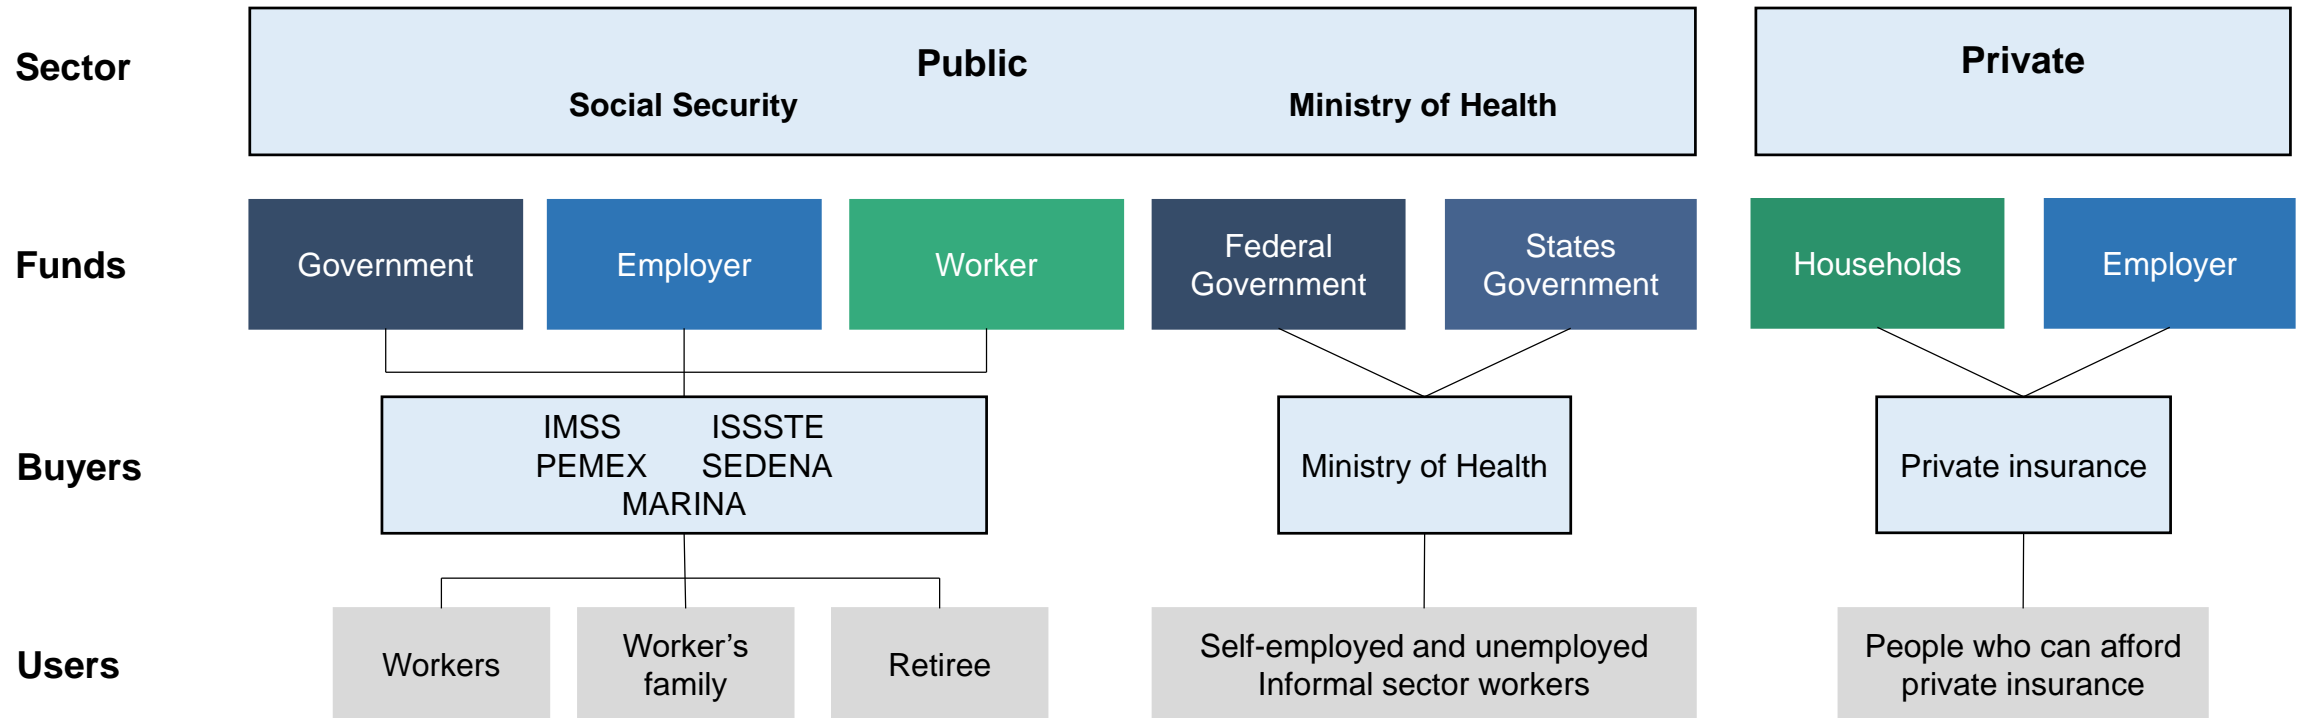 Sector
Public
Social Security
Ministry of Health
Private
Funds
Government
Employer
Worker
Federal
Government
States
Government
Households
Employer
Buyers
IMSS ISSSTE
PEMEX SEDENA
MARINA
Ministry of Health
Private insurance
Users
Workers
Worker’s
family
Retiree
Self-employed and unemployed
Informal sector workers
People who can afford
private insurance